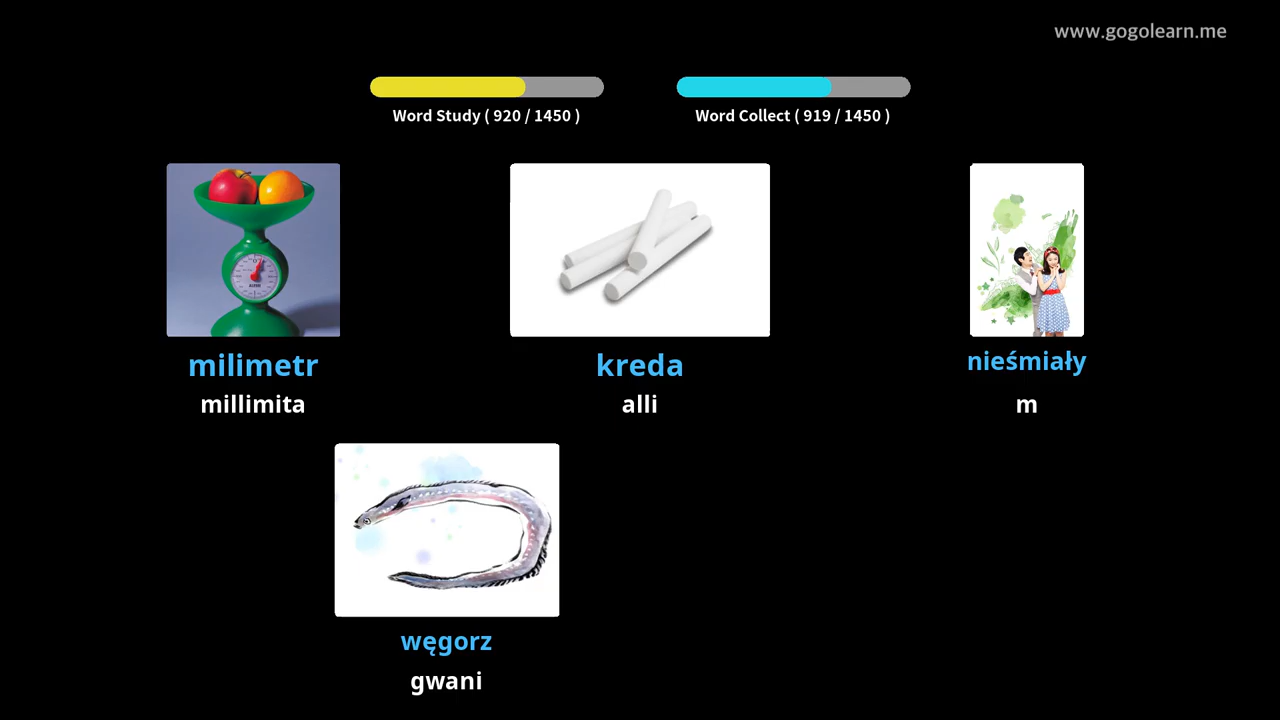 www.gogolearn.me
Word Study ( 920 / 1450 )
Word Collect ( 919 / 1450 )
milimetr
millimita
kreda
alli
nieśmiały
m
węgorz
gwani